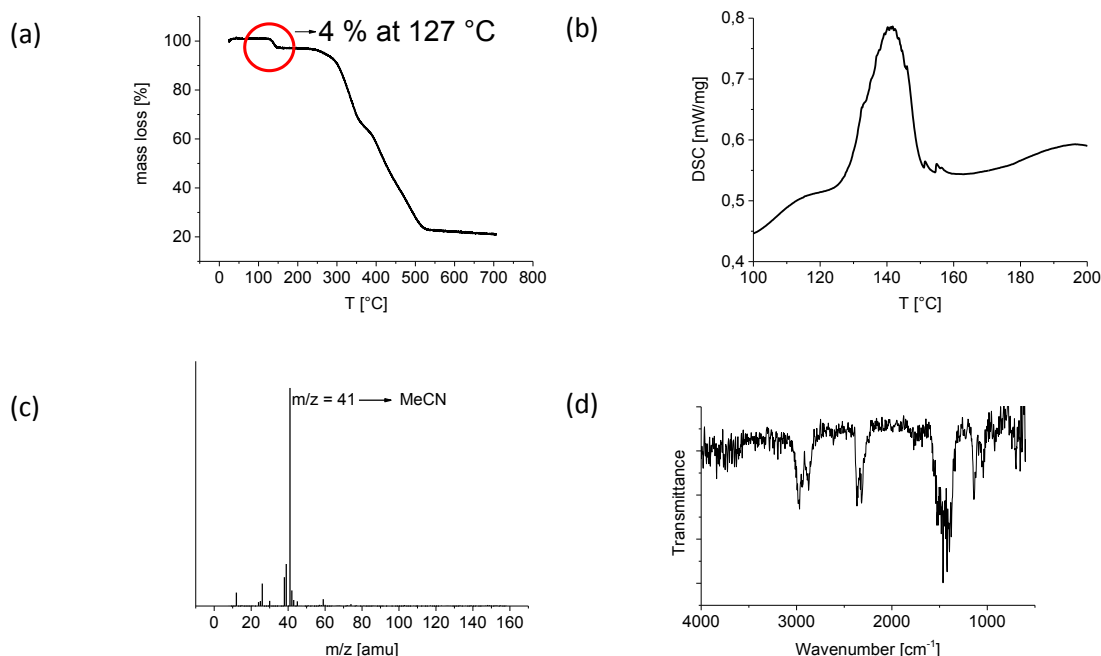 (a)
4 % at 127 °C
100
80
60
40
20
mass loss [%]
0 100 200 300 400 500 600 700 800
T [°C]
(b)
0,8
0,7
0,6
0,5
0,4
DSC [mW/mg]
100 120 140 160 180 200
T [°C]
(c)
m/z = 41 → MeCN
0 20 40 60 80 100 120 140 160
m/z [amu]
(d)
Transmittance
4000 3000 2000 1000
Wavenumber [cm⁻¹]